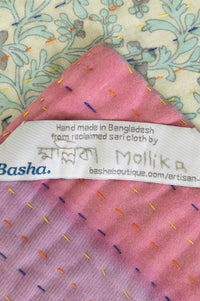 Hand made in Bangladesh
from reclaimed sari cloth by
মল্লিকা Mollika
Basha.
bashaboutique.com/artisan-